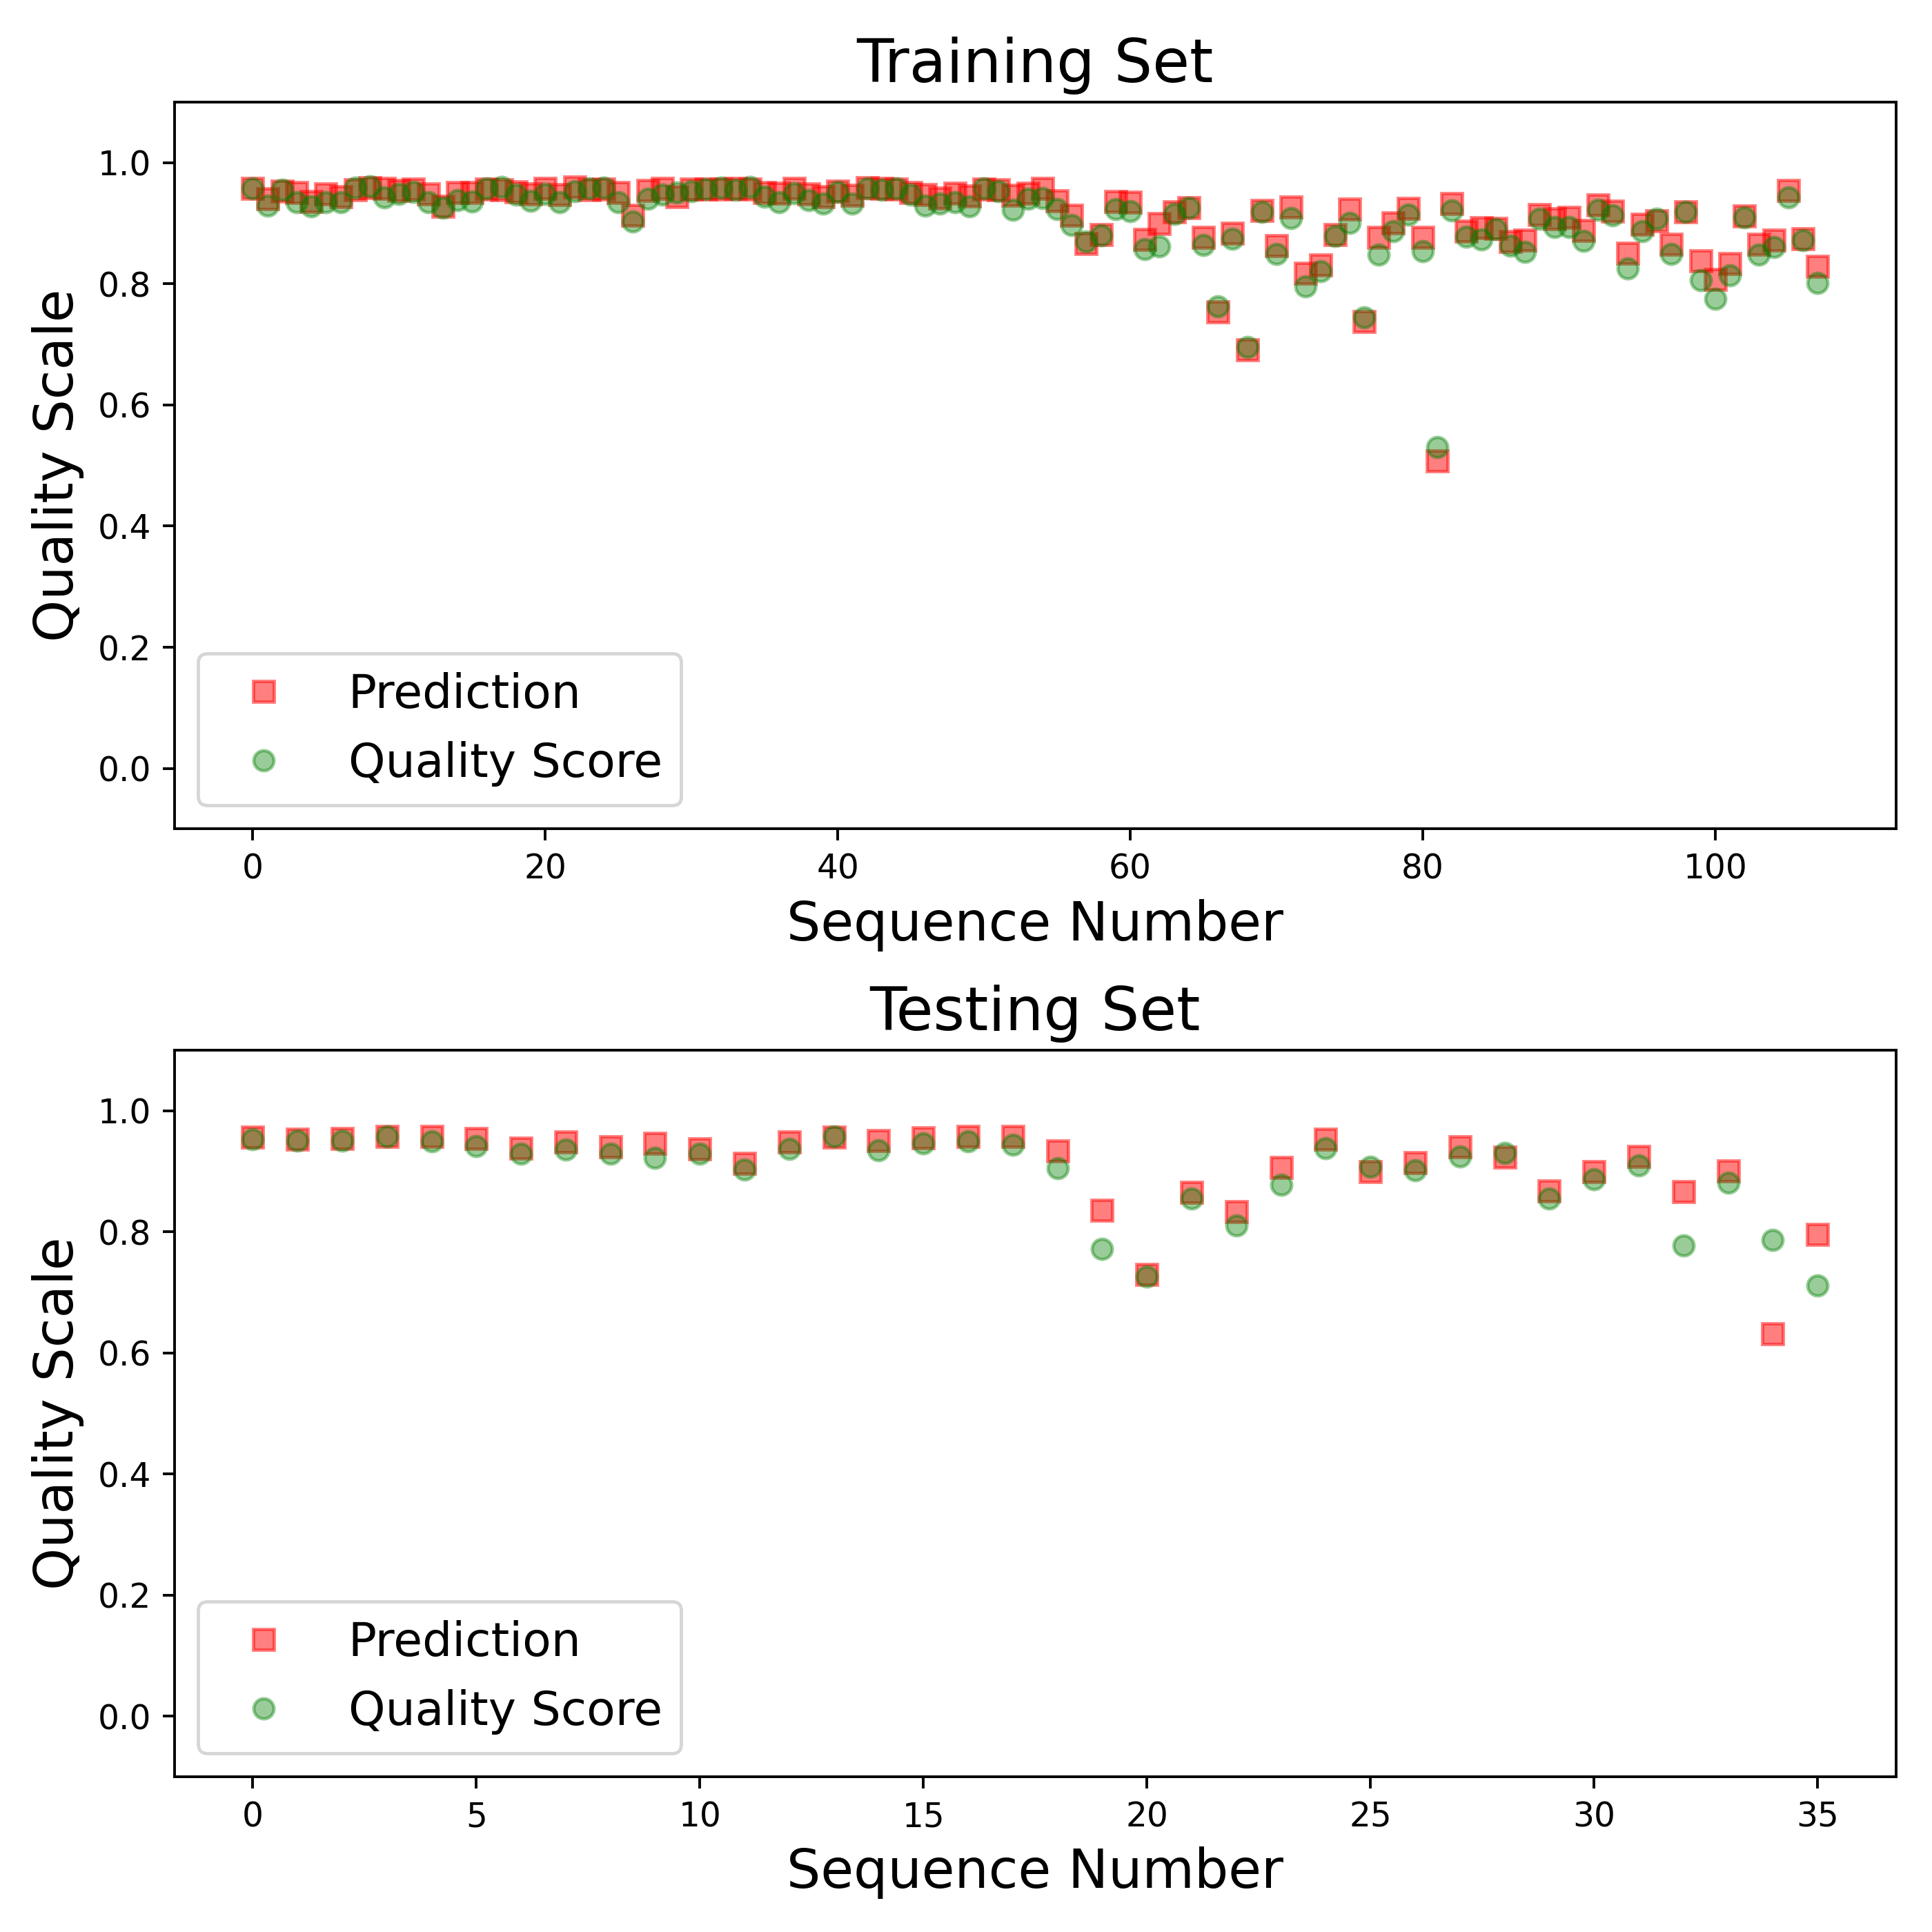 Training Set
Quality Scale
1.0
0.8
0.6
0.4
0.2
0.0
Prediction
Quality Score
0 20 40 60 80 100
Sequence Number
Testing Set
Quality Scale
1.0
0.8
0.6
0.4
0.2
0.0
Prediction
Quality Score
0 5 10 15 20 25 30 35
Sequence Number